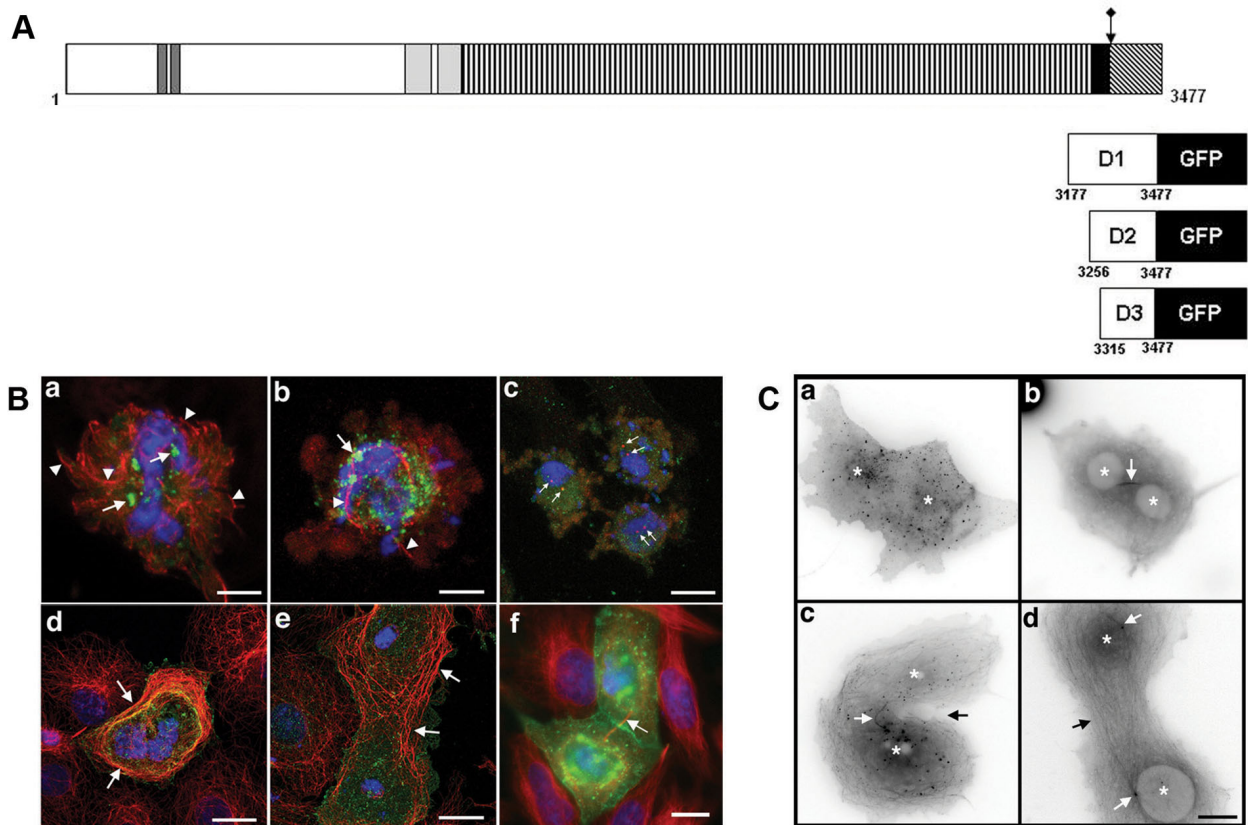 A
1
3477
D1 GFP
3177 3477
D2 GFP
3256 3477
D3 GFP
3315 3477
B
a b c
d e f
C
a b
c d